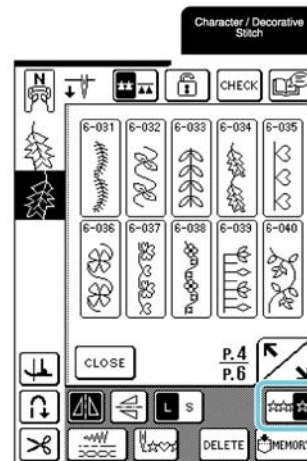 Character / Decorative
Stitch
N
CHECK
6-031 6-032 6-033 6-034 6-035
6-036 6-037 6-038 6-039 6-040
CLOSE
P.4
P.6
L S
DELETE MEMORY